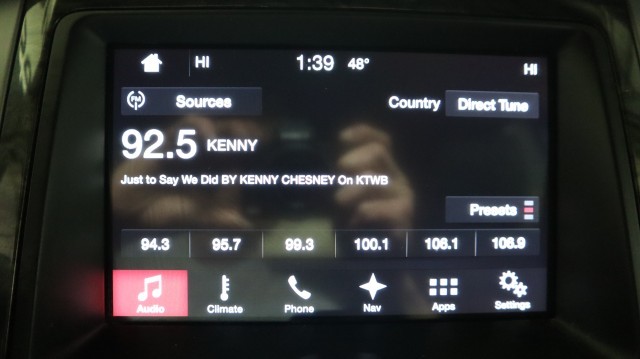 HI 1:39 48° HI
FM Sources Country Direct Tune
92.5 KENNY
Just to Say We Did BY KENNY CHESNEY On KTWB
Presets
94.3 95.7 99.3 100.1 106.1 106.9
Audio Climate Phone Nav Apps Settings